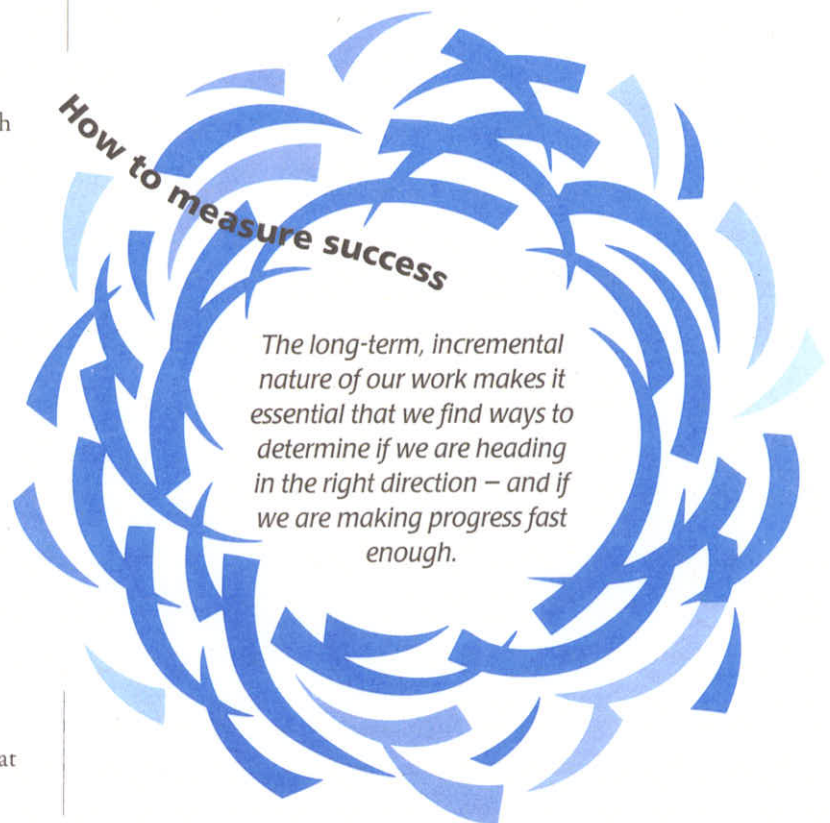 How to measure success
The long-term, incremental
nature of our work makes it
essential that we find ways to
determine if we are heading
in the right direction – and if
we are making progress fast
enough.